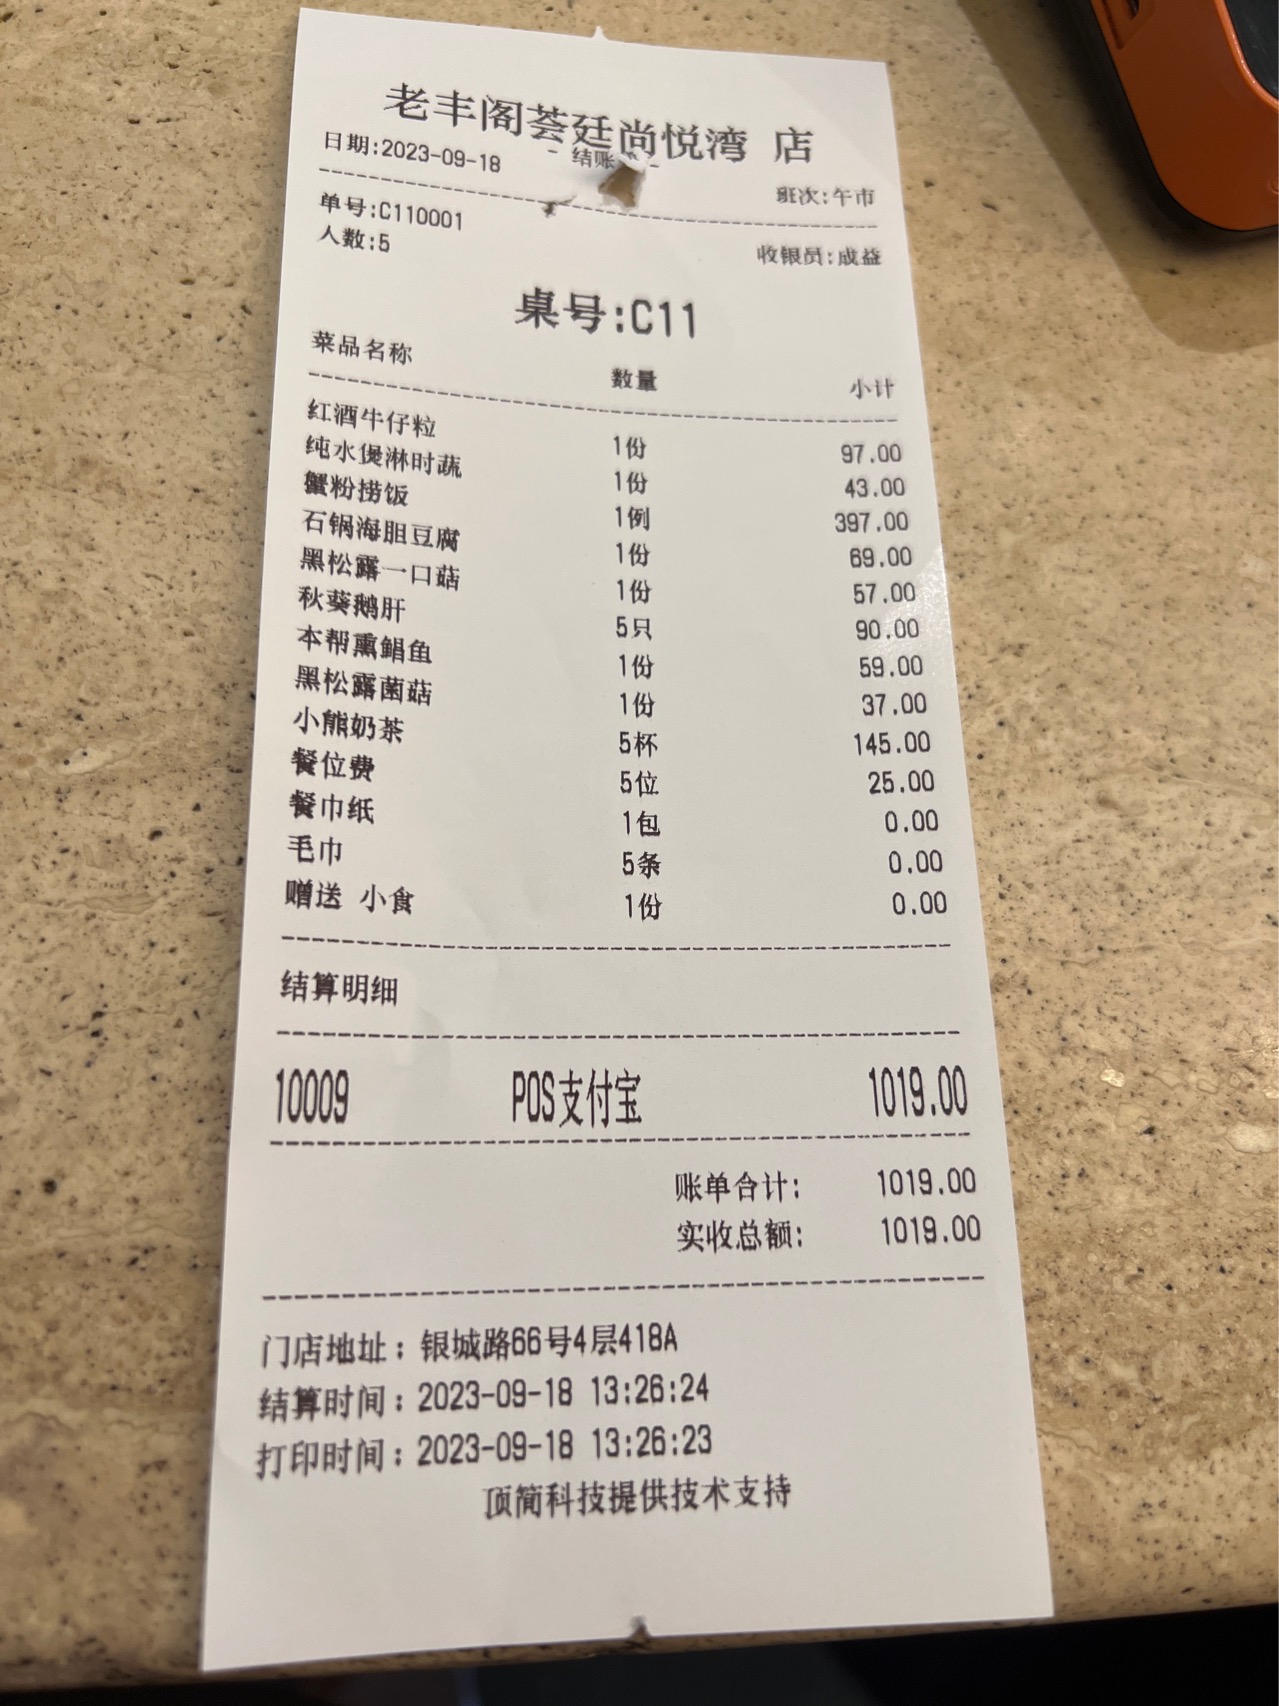 老丰阁荟廷尚悦湾 店
结账
日期:2023-09-18 班次:午市
单号:C110001
人数:5 收银员:成益
桌号:C11
菜品名称 数量 小计
红酒牛仔粒 1份 97.00
纯水煲淋时蔬 1份 43.00
蟹粉捞饭 1例 397.00
石锅海胆豆腐 1份 69.00
黑松露一口菇 1份 57.00
秋葵鹅肝 5只 90.00
本帮熏鲳鱼 1份 59.00
黑松露菌菇 1份 37.00
小熊奶茶 5杯 145.00
餐位费 5位 25.00
餐巾纸 1包 0.00
毛巾 5条 0.00
赠送 小食 1份 0.00
结算明细
10009 POS支付宝 1019.00
账单合计: 1019.00
实收总额: 1019.00
门店地址：银城路66号4层418A
结算时间：2023-09-18 13:26:24
打印时间：2023-09-18 13:26:23
顶简科技提供技术支持